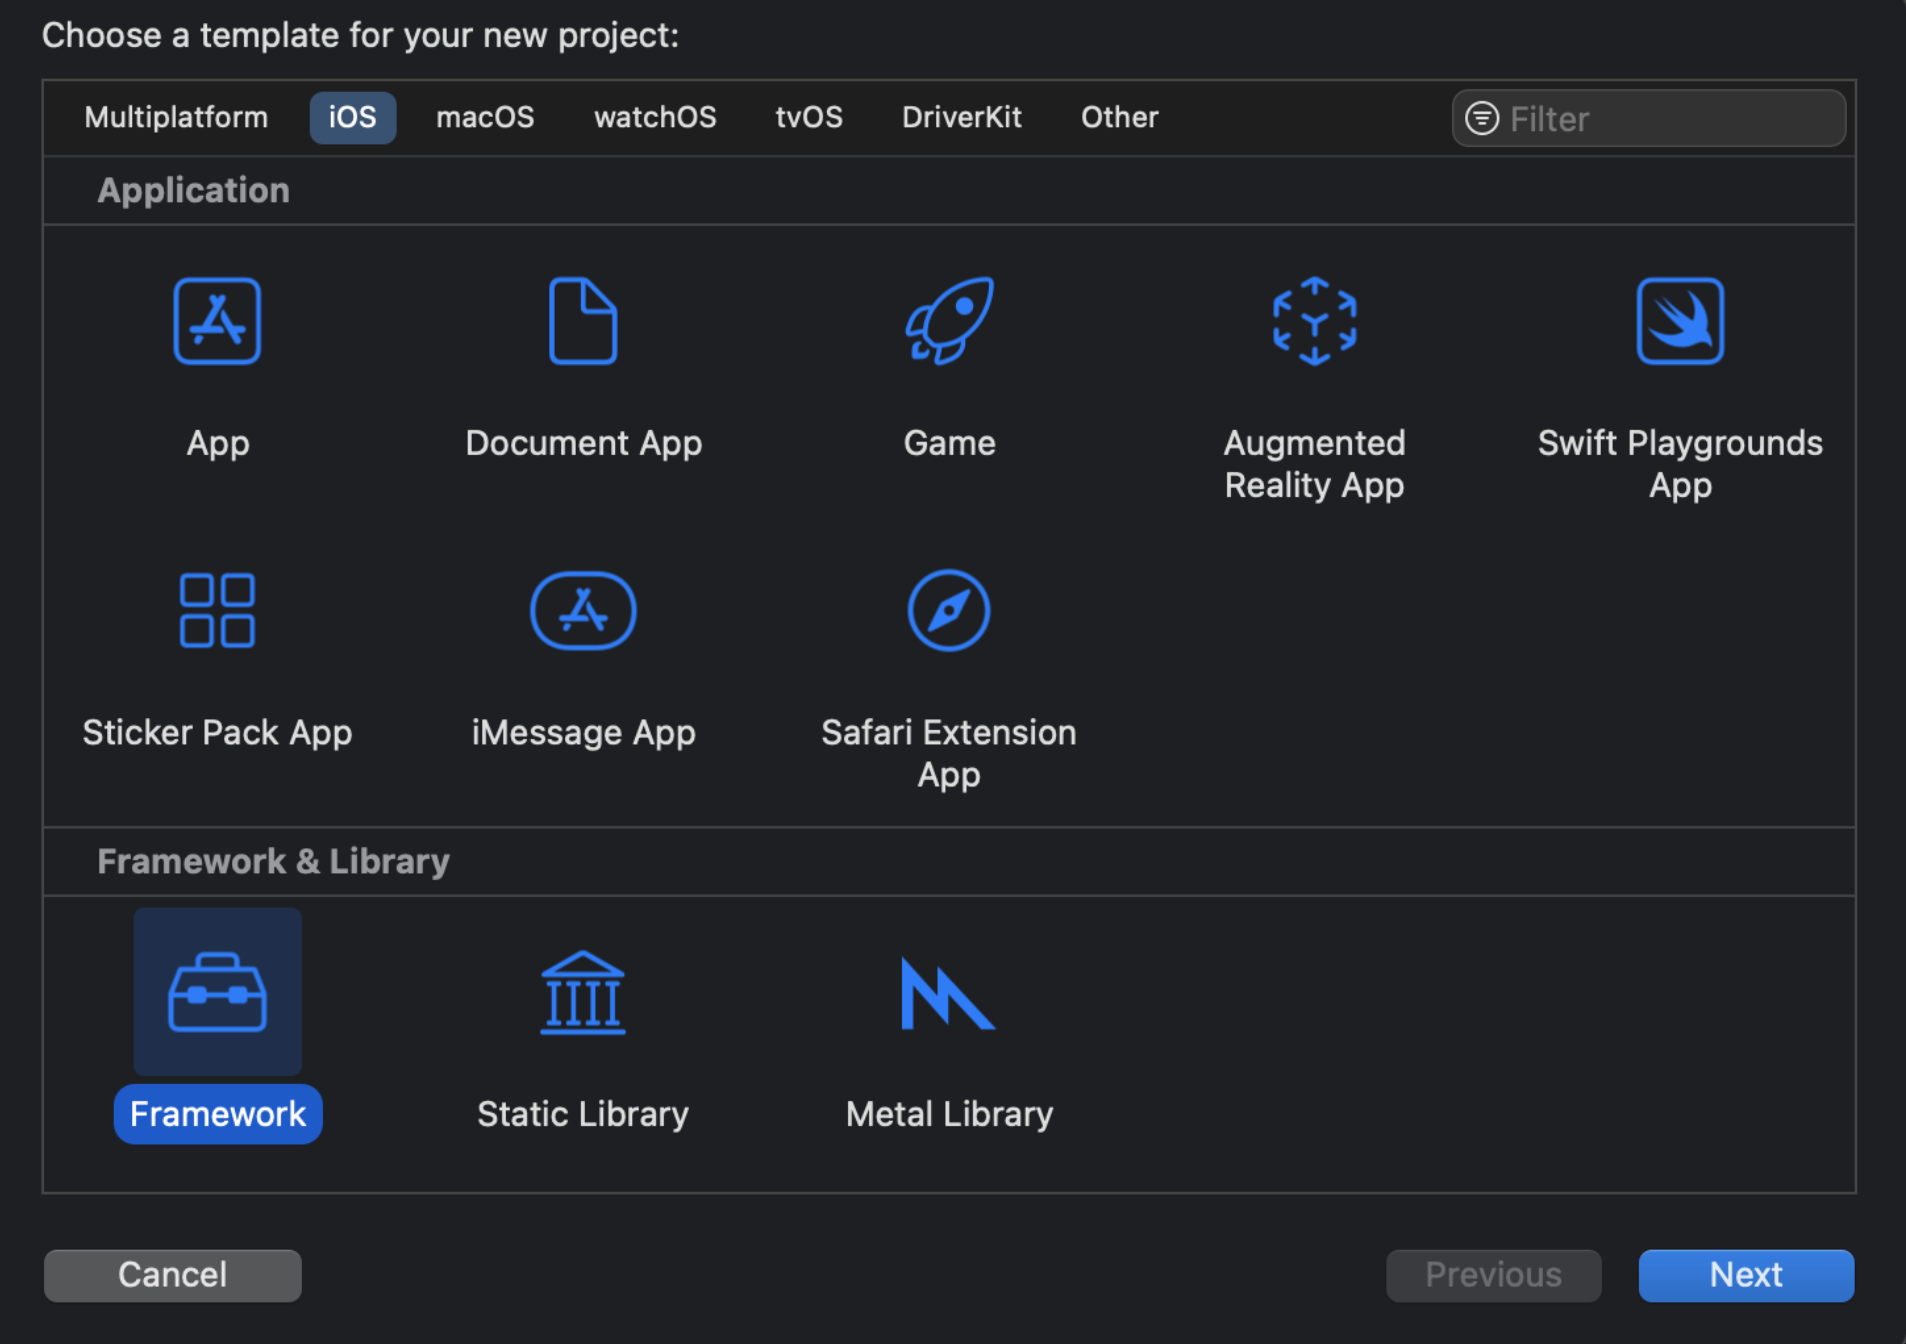 Choose a template for your new project:
Multiplatform iOS macOS watchOS tvOS DriverKit Other Filter
Application
App
Document App
Game
Augmented
Reality App
Swift Playgrounds
App
Sticker Pack App
iMessage App
Safari Extension
App
Framework & Library
Framework
Static Library
Metal Library
Cancel Previous Next